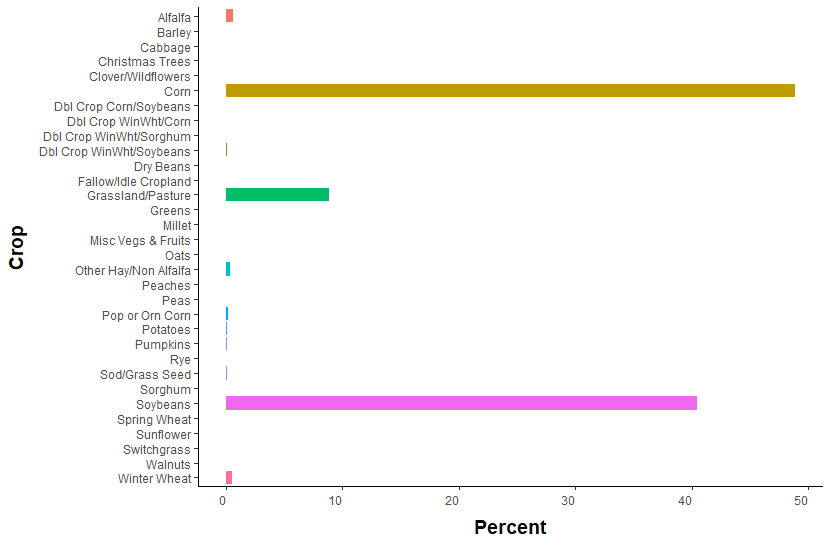 Crop
Alfalfa
Barley
Cabbage
Christmas Trees
Clover/Wildflowers
Corn
Dbl Crop Corn/Soybeans
Dbl Crop WinWht/Corn
Dbl Crop WinWht/Sorghum
Dbl Crop WinWht/Soybeans
Dry Beans
Fallow/Idle Cropland
Grassland/Pasture
Greens
Millet
Misc Vegs & Fruits
Oats
Other Hay/Non Alfalfa
Peaches
Peas
Pop or Orn Corn
Potatoes
Pumpkins
Rye
Sod/Grass Seed
Sorghum
Soybeans
Spring Wheat
Sunflower
Switchgrass
Walnuts
Winter Wheat
0 10 20 30 40 50
Percent